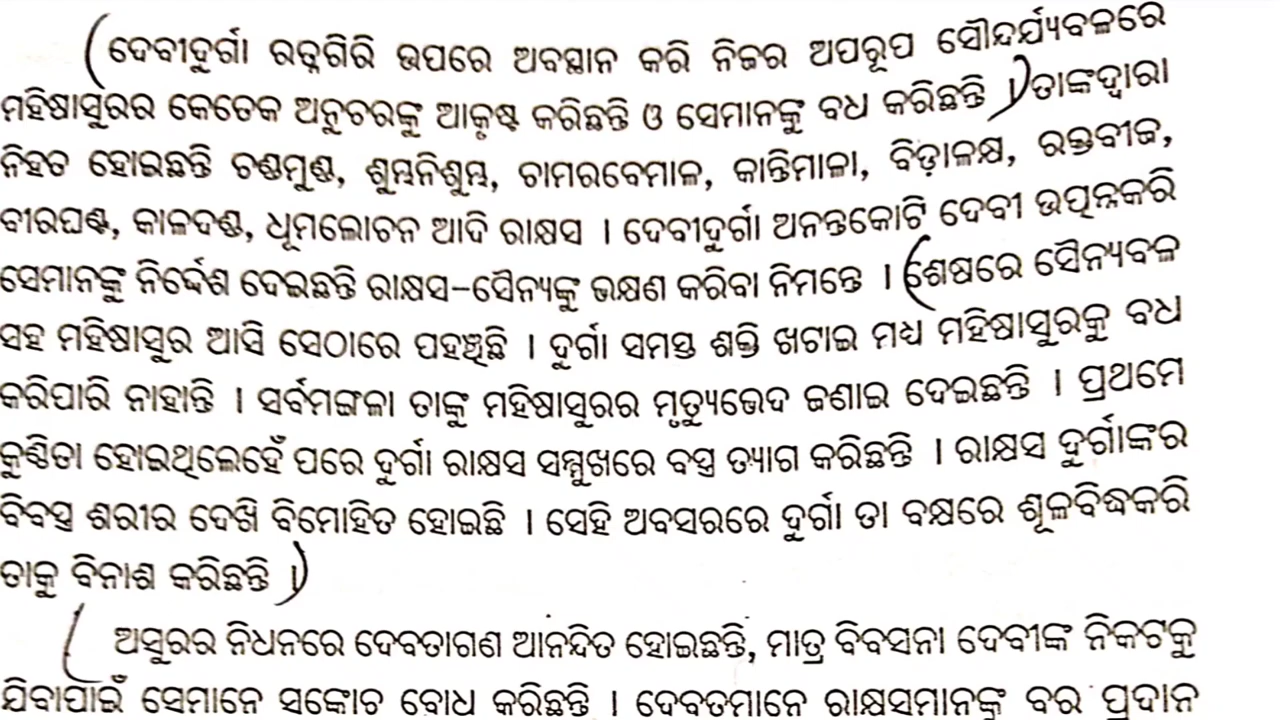 (ଦେବୀଦୁର୍ଗା ରତ୍ନଗିରି ଉପରେ ଅବସ୍ଥାନ କରି ନିଜର ଅପରୂପ ସୌନ୍ଦର୍ଯ୍ୟବଳରେ
ମହିଷାସୁରର କେତେକ ଅନୁଚରଙ୍କୁ ଆକୃଷ୍ଟ କରିଛନ୍ତି ଓ ସେମାନଙ୍କୁ ବଧ କରିଛନ୍ତି ।) ତାଙ୍କଦ୍ୱାରା
ନିହତ ହୋଇଛନ୍ତି ଚଣ୍ଡମୁଣ୍ଡ, ଶୁମ୍ଭନିଶୁମ୍ଭ, ଚାମରବେମାଳ, କାନ୍ତିମାଳା, ବିଡ଼ାଳକ୍ଷ, ରକ୍ତବୀଜ,
ବୀରଘଣ୍ଟ, କାଳଦଣ୍ଡ, ଧୂମଲୋଚନ ଆଦି ରାକ୍ଷସ । ଦେବୀଦୁର୍ଗା ଅନନ୍ତକୋଟି ଦେବୀ ଉତ୍ପନ୍ନକରି
ସେମାନଙ୍କୁ ନିର୍ଦ୍ଦେଶ ଦେଇଛନ୍ତି ରାକ୍ଷସ-ସୈନ୍ୟଙ୍କୁ ଭକ୍ଷଣ କରିବା ନିମନ୍ତେ । (ଶେଷରେ ସୈନ୍ୟବଳ
ସହ ମହିଷାସୁର ଆସି ସେଠାରେ ପହଞ୍ଚିଛି । ଦୁର୍ଗା ସମସ୍ତ ଶକ୍ତି ଖଟାଇ ମଧ୍ୟ ମହିଷାସୁରକୁ ବଧ
କରିପାରି ନାହାନ୍ତି । ସର୍ବମଙ୍ଗଳା ତାଙ୍କୁ ମହିଷାସୁରର ମୃତ୍ୟୁଭେଦ ଜଣାଇ ଦେଇଛନ୍ତି । ପ୍ରଥମେ
କୁଣ୍ଠିତା ହୋଇଥିଲେହେଁ ପରେ ଦୁର୍ଗା ରାକ୍ଷସ ସମ୍ମୁଖରେ ବସ୍ତ୍ର ତ୍ୟାଗ କରିଛନ୍ତି । ରାକ୍ଷସ ଦୁର୍ଗାଙ୍କର
ବିବସ୍ତ୍ର ଶରୀର ଦେଖି ବିମୋହିତ ହୋଇଛି । ସେହି ଅବସରରେ ଦୁର୍ଗା ତା ବକ୍ଷରେ ଶୂଳବିଦ୍ଧକରି
ତାକୁ ବିନାଶ କରିଛନ୍ତି ।)
(ଅସୁରର ନିଧନରେ ଦେବତାଗଣ ଆନନ୍ଦିତ ହୋଇଛନ୍ତି, ମାତ୍ର ବିବସନା ଦେବୀଙ୍କ ନିକଟକୁ
ଯିବାପାଇଁ ସେମାନେ ସଙ୍କୋଚ ବୋଧ କରିଛନ୍ତି । ଦେବତମାନେ ରାକ୍ଷସମାନଙ୍କୁ ବର ପ୍ରଦାନ